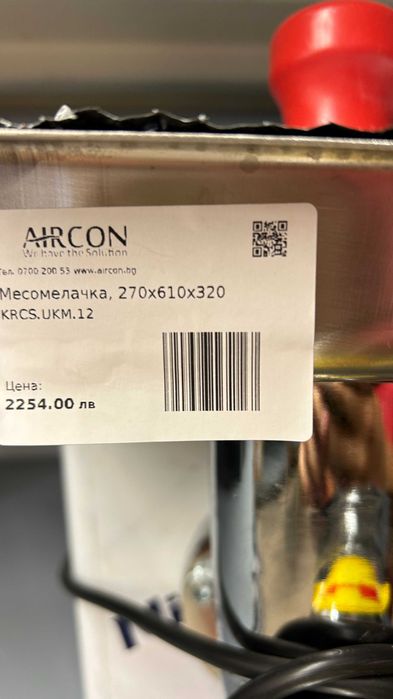 AIRCON
We have the Solution
Тел. 0700 200 53 www.aircon.bg
Месомелачка, 270x610x320
KRCS.UKM.12
Цена:
2254.00 лв